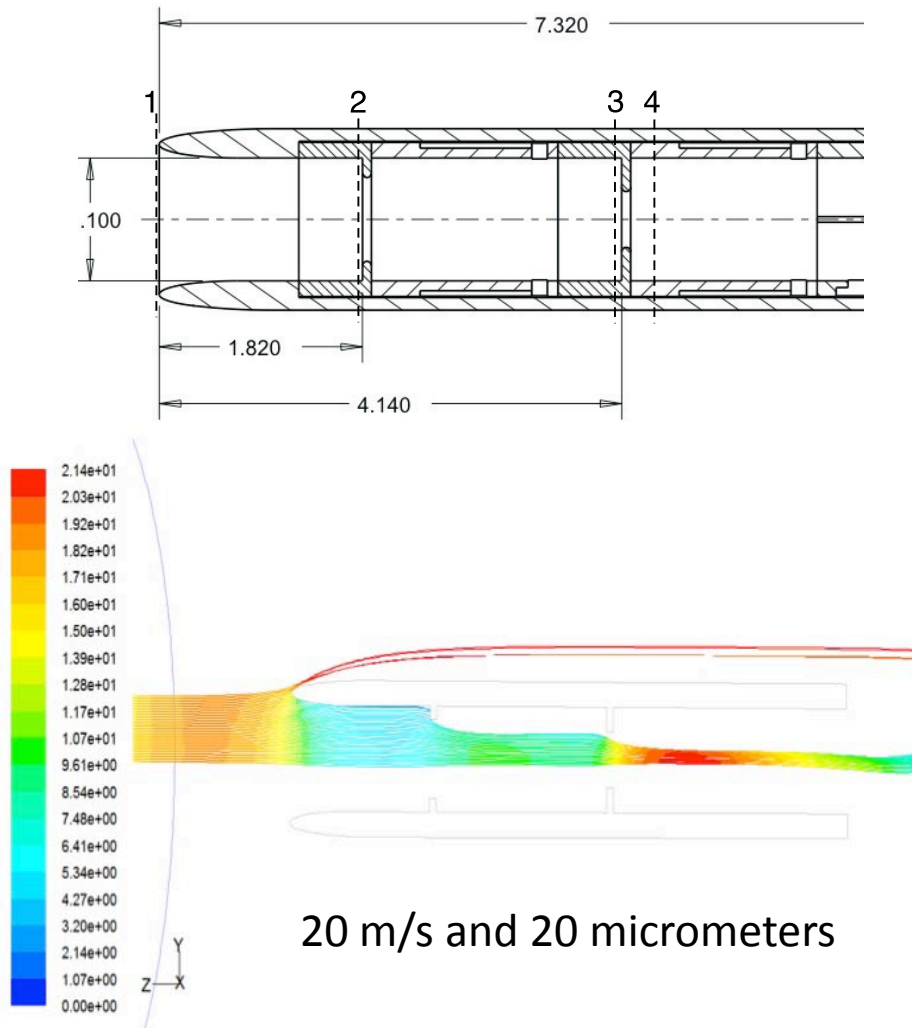 7.320
1 2 3 4
.100
1.820
4.140
2.14e+01
2.03e+01
1.92e+01
1.82e+01
1.71e+01
1.60e+01
1.50e+01
1.39e+01
1.28e+01
1.17e+01
1.07e+01
9.61e+00
8.54e+00
7.48e+00
6.41e+00
5.34e+00
4.27e+00
3.20e+00
2.14e+00
1.07e+00
0.00e+00
Y
Z X
20 m/s and 20 micrometers